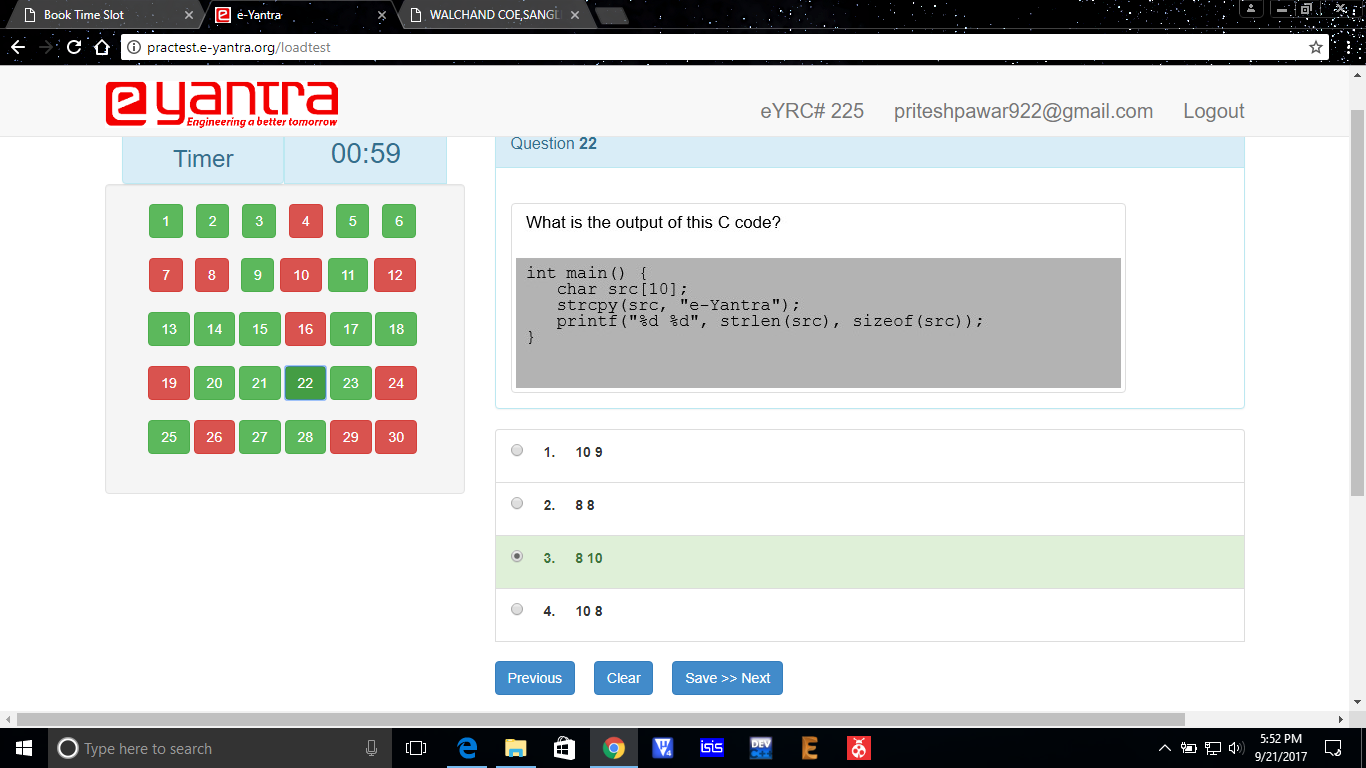 Book Time Slot
e-Yantra
WALCHAND COE,SANGL
practest.e-yantra.org/loadtest
e yantra
Engineering a better tomorrow
eYRC# 225 priteshpawar922@gmail.com Logout
Timer 00:59
1 2 3 4 5 6
7 8 9 10 11 12
13 14 15 16 17 18
19 20 21 22 23 24
25 26 27 28 29 30
Question 22
What is the output of this C code?
int main() {
char src[10];
strcpy(src, "e-Yantra");
printf("%d %d", strlen(src), sizeof(src));
}
1. 10 9
2. 8 8
3. 8 10
4. 10 8
Previous Clear Save >> Next
Type here to search
isis
DEV
E
5:52 PM
9/21/2017